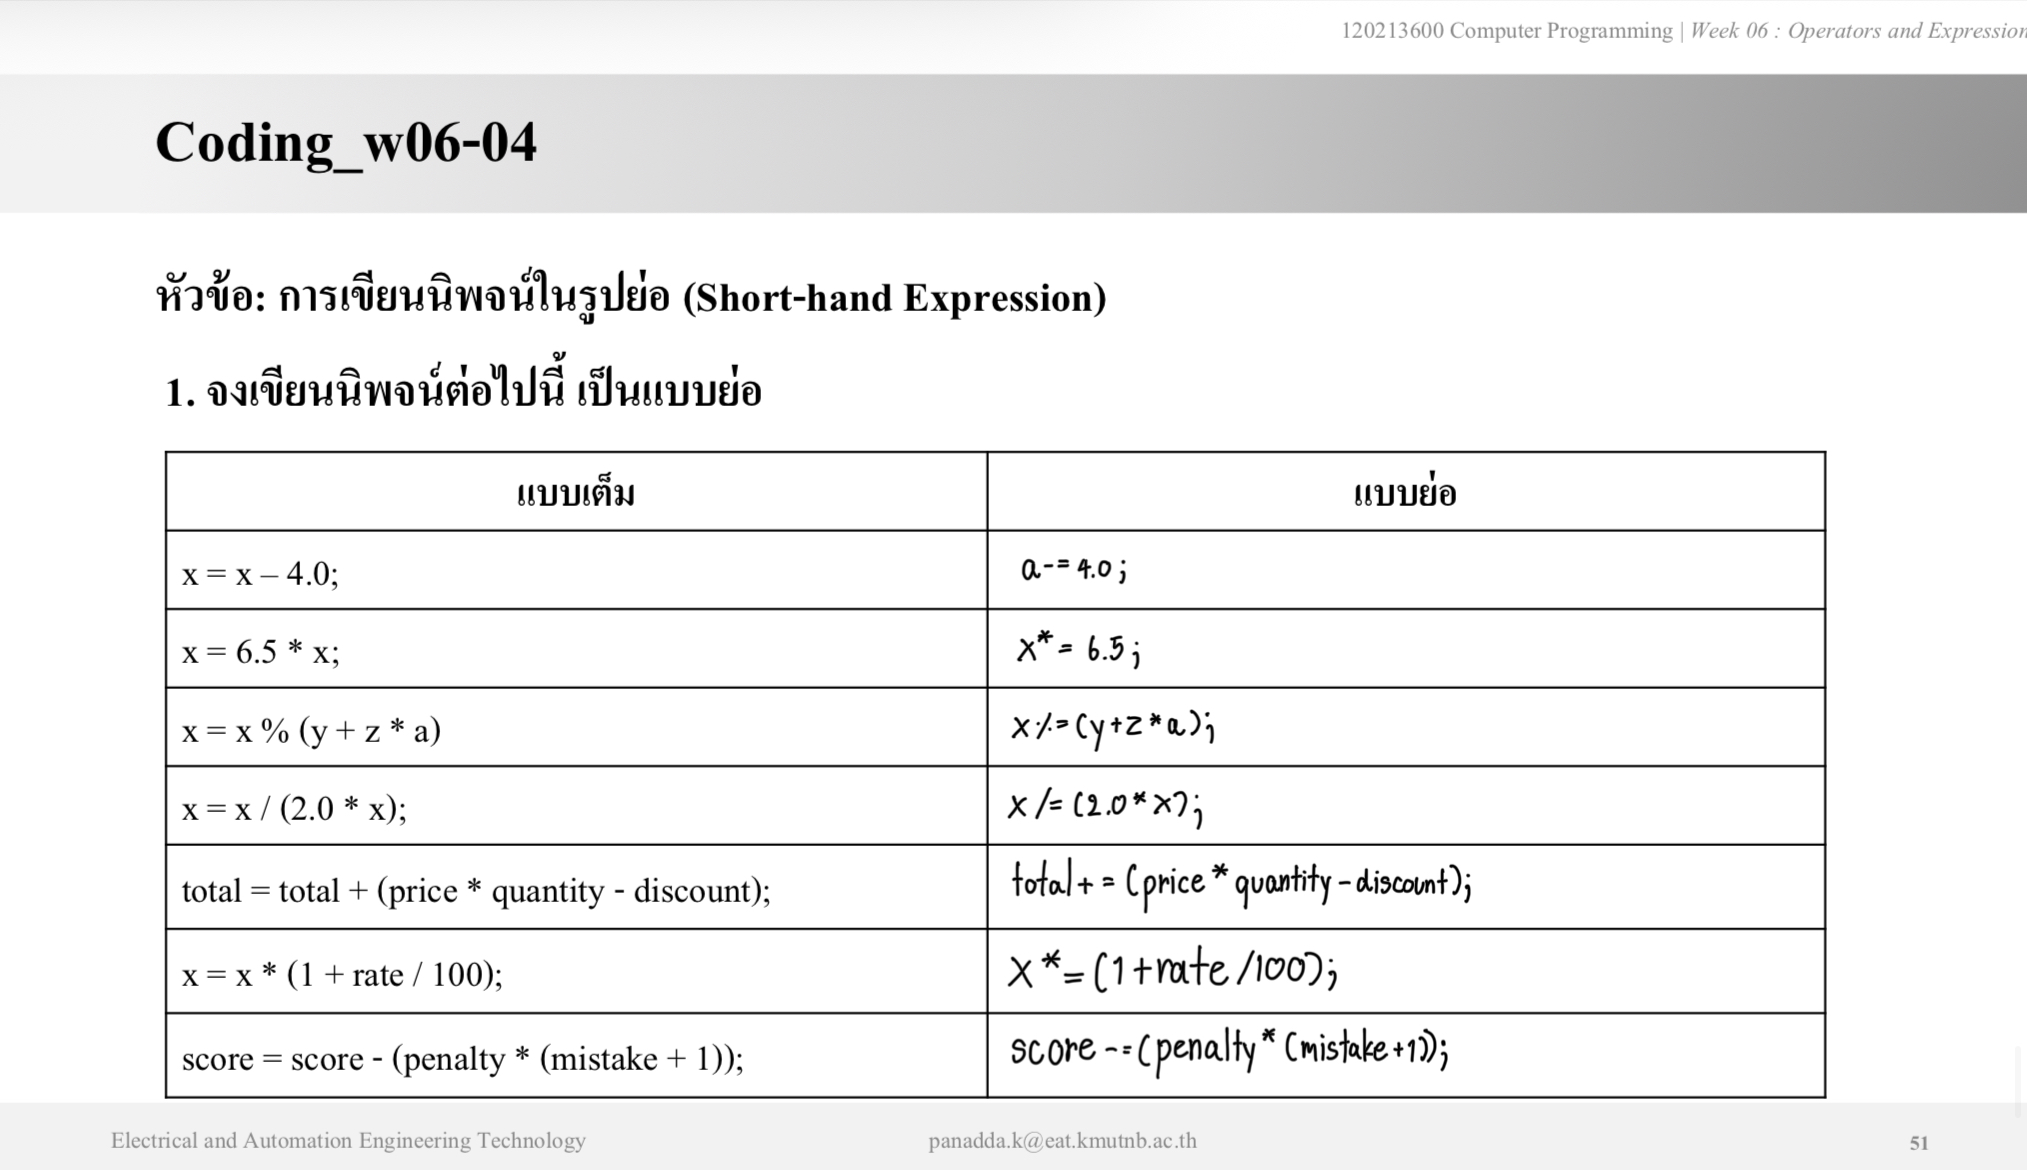 120213600 Computer Programming | Week 06 : Operators and Expression
Coding_w06-04
หัวข้อ: การเขียนนิพจน์ในรูปย่อ (Short-hand Expression)
1. จงเขียนนิพจน์ต่อไปนี้ เป็นแบบย่อ
แบบเต็ม แบบย่อ
x = x – 4.0; a-= 4.0 ;
x = 6.5 * x; x*= 6.5 ;
x = x % (y + z * a) x%=(y+z*a);
x = x / (2.0 * x); x/=(2.0*x);
total = total + (price * quantity - discount); total+=(price*quantity-discount);
x = x * (1 + rate / 100); x*=(1+rate/100);
score = score - (penalty * (mistake + 1)); score-=(penalty*(mistake+1));
Electrical and Automation Engineering Technology panadda.k@eat.kmutnb.ac.th 51